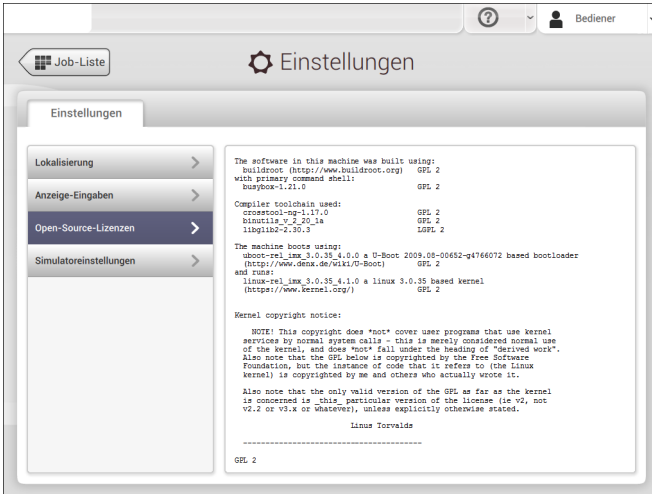 Bediener
Job-Liste
Einstellungen
Einstellungen
Lokalisierung
Anzeige-Eingaben
Open-Source-Lizenzen
Simulatoreinstellungen
The software in this machine was built using:
buildroot (http://www.buildroot.org) GPL 2
with primary command shell:
busybox-1.21.0 GPL 2
Compiler toolchain used:
crosstool-ng-1.17.0 GPL 2
binutils_v_2_20_1a GPL 2
libglib2-2.30.3 LGPL 2
The machine boots using:
uboot-rel_imx_3.0.35_4.0.0 a U-Boot 2009.08-00652-g4766072 based bootloader
(http://www.denx.de/wiki/U-Boot) GPL 2
and runs:
linux-rel_imx_3.0.35_4.1.0 a linux 3.0.35 based kernel
(https://www.kernel.org/) GPL 2
Kernel copyright notice:
NOTE! This copyright does *not* cover user programs that use kernel
services by normal system calls - this is merely considered normal use
of the kernel, and does *not* fall under the heading of "derived work".
Also note that the GPL below is copyrighted by the Free Software
Foundation, but the instance of code that it refers to (the Linux
kernel) is copyrighted by me and others who actually wrote it.
Also note that the only valid version of the GPL as far as the kernel
is concerned is _this_ particular version of the license (ie v2, not
v2.2 or v3.x or whatever), unless explicitly otherwise stated.
Linus Torvalds
----------------------------------------
GPL 2